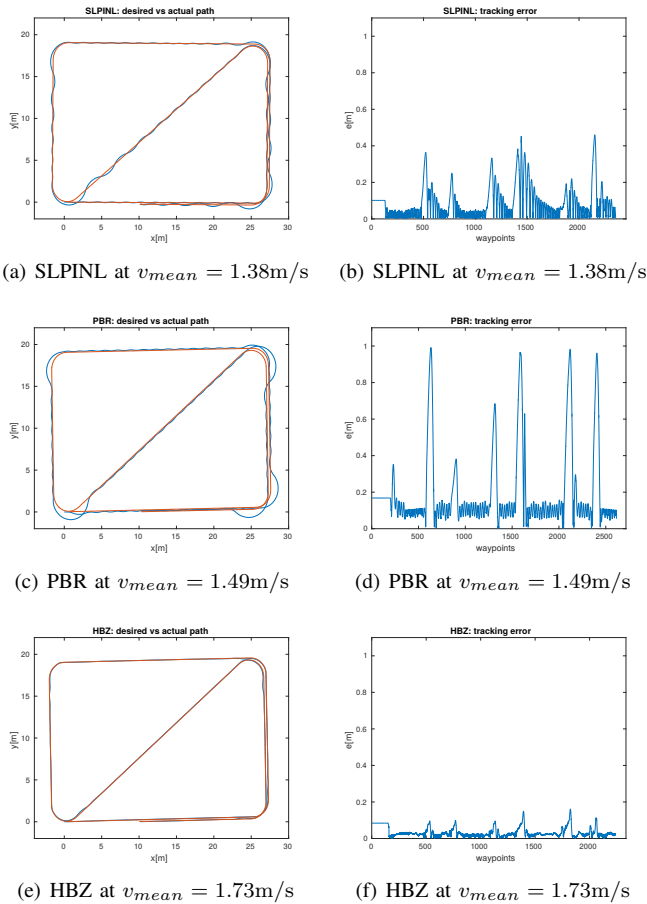 SLPINL: desired vs actual path
20
15
10
5
0
y[m]
0 5 10 15 20 25 30
x[m]
SLPINL: tracking error
1
0.8
0.6
0.4
0.2
0
e[m]
0 500 1000 1500 2000
waypoints
(a) SLPINL at v_mean = 1.38m/s
(b) SLPINL at v_mean = 1.38m/s
PBR: desired vs actual path
20
15
10
5
0
y[m]
0 5 10 15 20 25 30
x[m]
PBR: tracking error
1
0.8
0.6
0.4
0.2
0
e[m]
0 500 1000 1500 2000 2500
waypoints
(c) PBR at v_mean = 1.49m/s
(d) PBR at v_mean = 1.49m/s
HBZ: desired vs actual path
20
15
10
5
0
y[m]
0 5 10 15 20 25 30
x[m]
HBZ: tracking error
1
0.8
0.6
0.4
0.2
0
e[m]
0 500 1000 1500 2000
waypoints
(e) HBZ at v_mean = 1.73m/s
(f) HBZ at v_mean = 1.73m/s